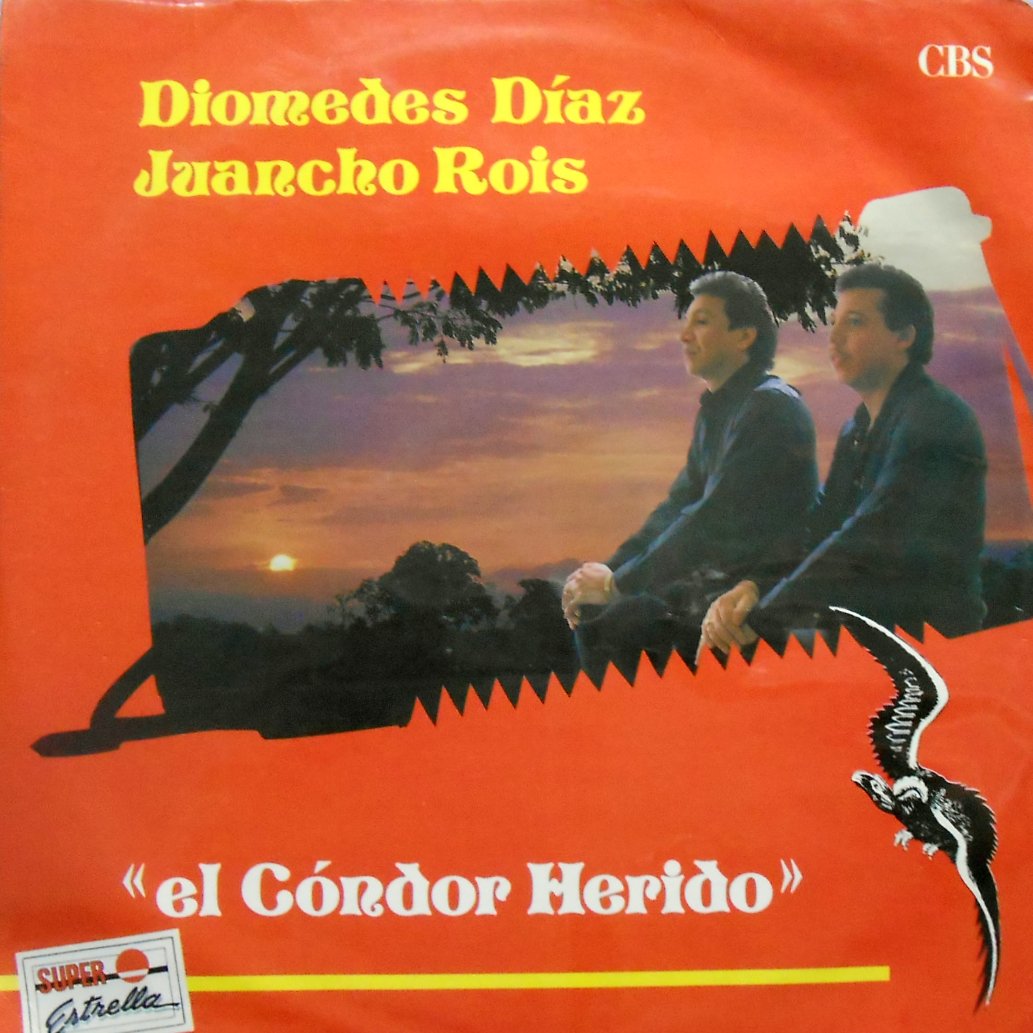 CBS
Diomedes Díaz
Juancho Rois
«el Cóndor Herido»
SUPER
Estrella